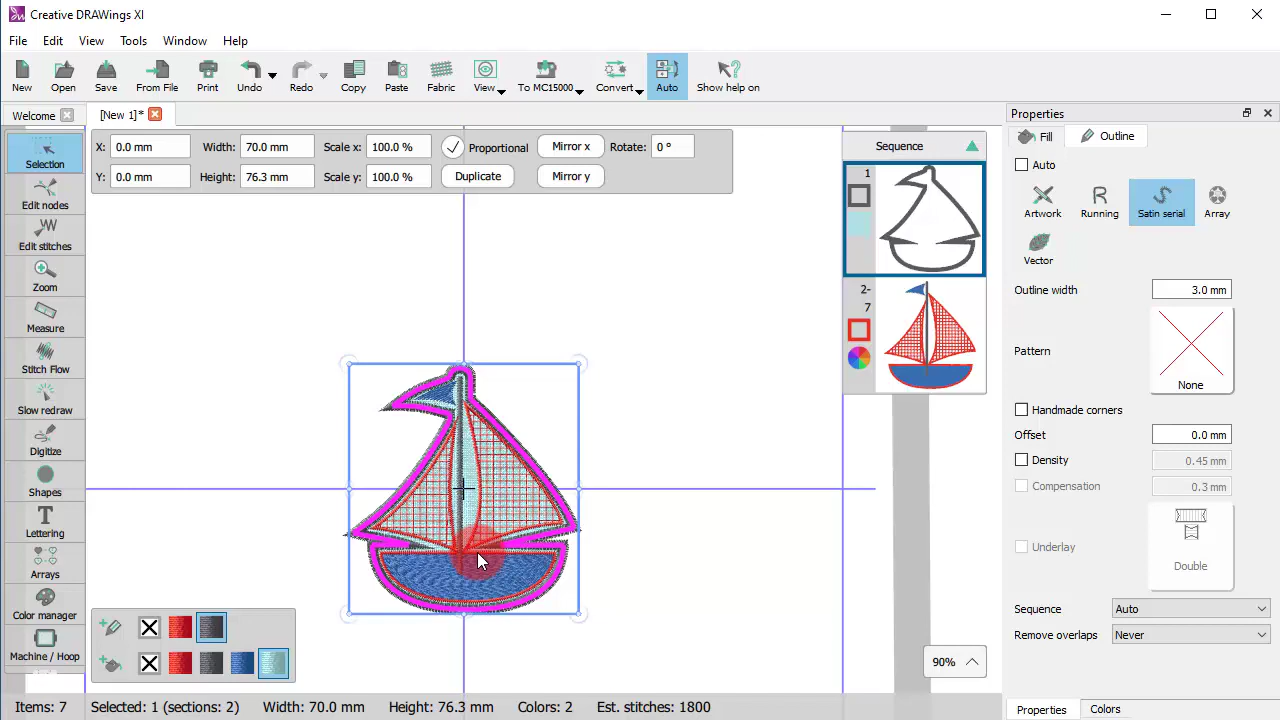 Creative DRAWings XI
File Edit View Tools Window Help
New Open Save From File Print Undo Redo Copy Paste Fabric View To MC15000 Convert Auto Show help on
Welcome [New 1]*
Properties
X: 0.0 mm Width: 70.0 mm Scale x: 100.0 % Proportional Mirror x Rotate: 0 °
Y: 0.0 mm Height: 76.3 mm Scale y: 100.0 % Duplicate Mirror y
Selection
Edit nodes
Edit stitches
Zoom
Measure
Stitch Flow
Slow redraw
Digitize
Shapes
Lettering
Arrays
Color manager
Machine / Hoop
Sequence
1
2-
7
90%
Fill Outline
Auto
Artwork Running Satin serial Array
Vector
Outline width 3.0 mm
Pattern None
Handmade corners
Offset 0.0 mm
Density 0.45 mm
Compensation 0.3 mm
Underlay Double
Sequence Auto
Remove overlaps Never
Properties Colors
Items: 7 Selected: 1 (sections: 2) Width: 70.0 mm Height: 76.3 mm Colors: 2 Est. stitches: 1800